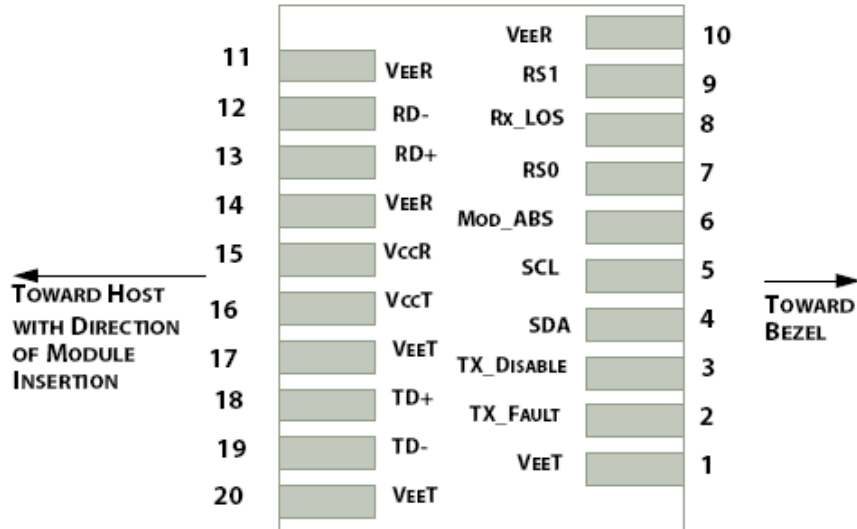 VEER 10
11 VEER
RS1 9
12 RD-
Rx_LOS 8
13 RD+
RS0 7
14 VEER
MOD_ABS 6
15 VccR
SCL 5
TOWARD HOST
WITH DIRECTION
OF MODULE
INSERTION
16 VccT
SDA 4
TOWARD
BEZEL
17 VEET
TX_DISABLE 3
18 TD+
TX_FAULT 2
19 TD-
VEET 1
20 VEET